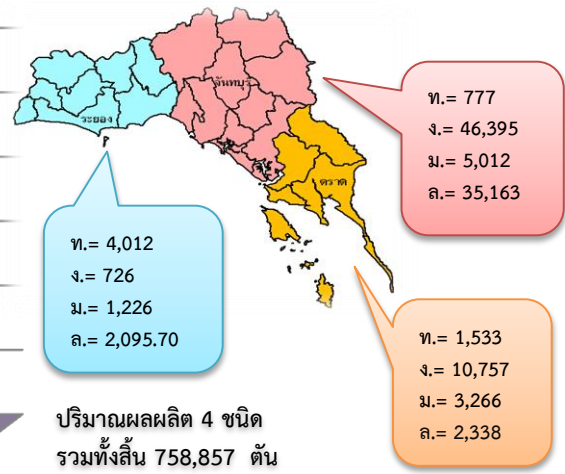 จันทบุรี
ระยอง
ตราด
ท.= 777
ง.= 46,395
ม.= 5,012
ล.= 35,163
ท.= 4,012
ง.= 726
ม.= 1,226
ล.= 2,095.70
ท.= 1,533
ง.= 10,757
ม.= 3,266
ล.= 2,338
ปริมาณผลผลิต 4 ชนิด
รวมทั้งสิ้น 758,857 ตัน